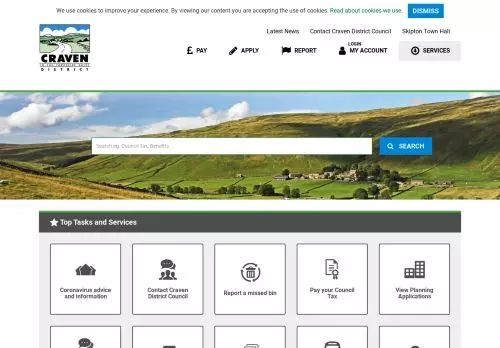 We use cookies to improve your experience. By viewing our content you are accepting the use of cookies. Read about cookies we use. DISMISS
Latest News Contact Craven District Council Skipton Town Hall
CRAVEN
DISTRICT
£ PAY APPLY REPORT LOGIN MY ACCOUNT SERVICES
Search eg. Council Tax, Benefits SEARCH
Top Tasks and Services
Coronavirus advice and information
Contact Craven District Council
Report a missed bin
Pay your Council Tax
View Planning Applications